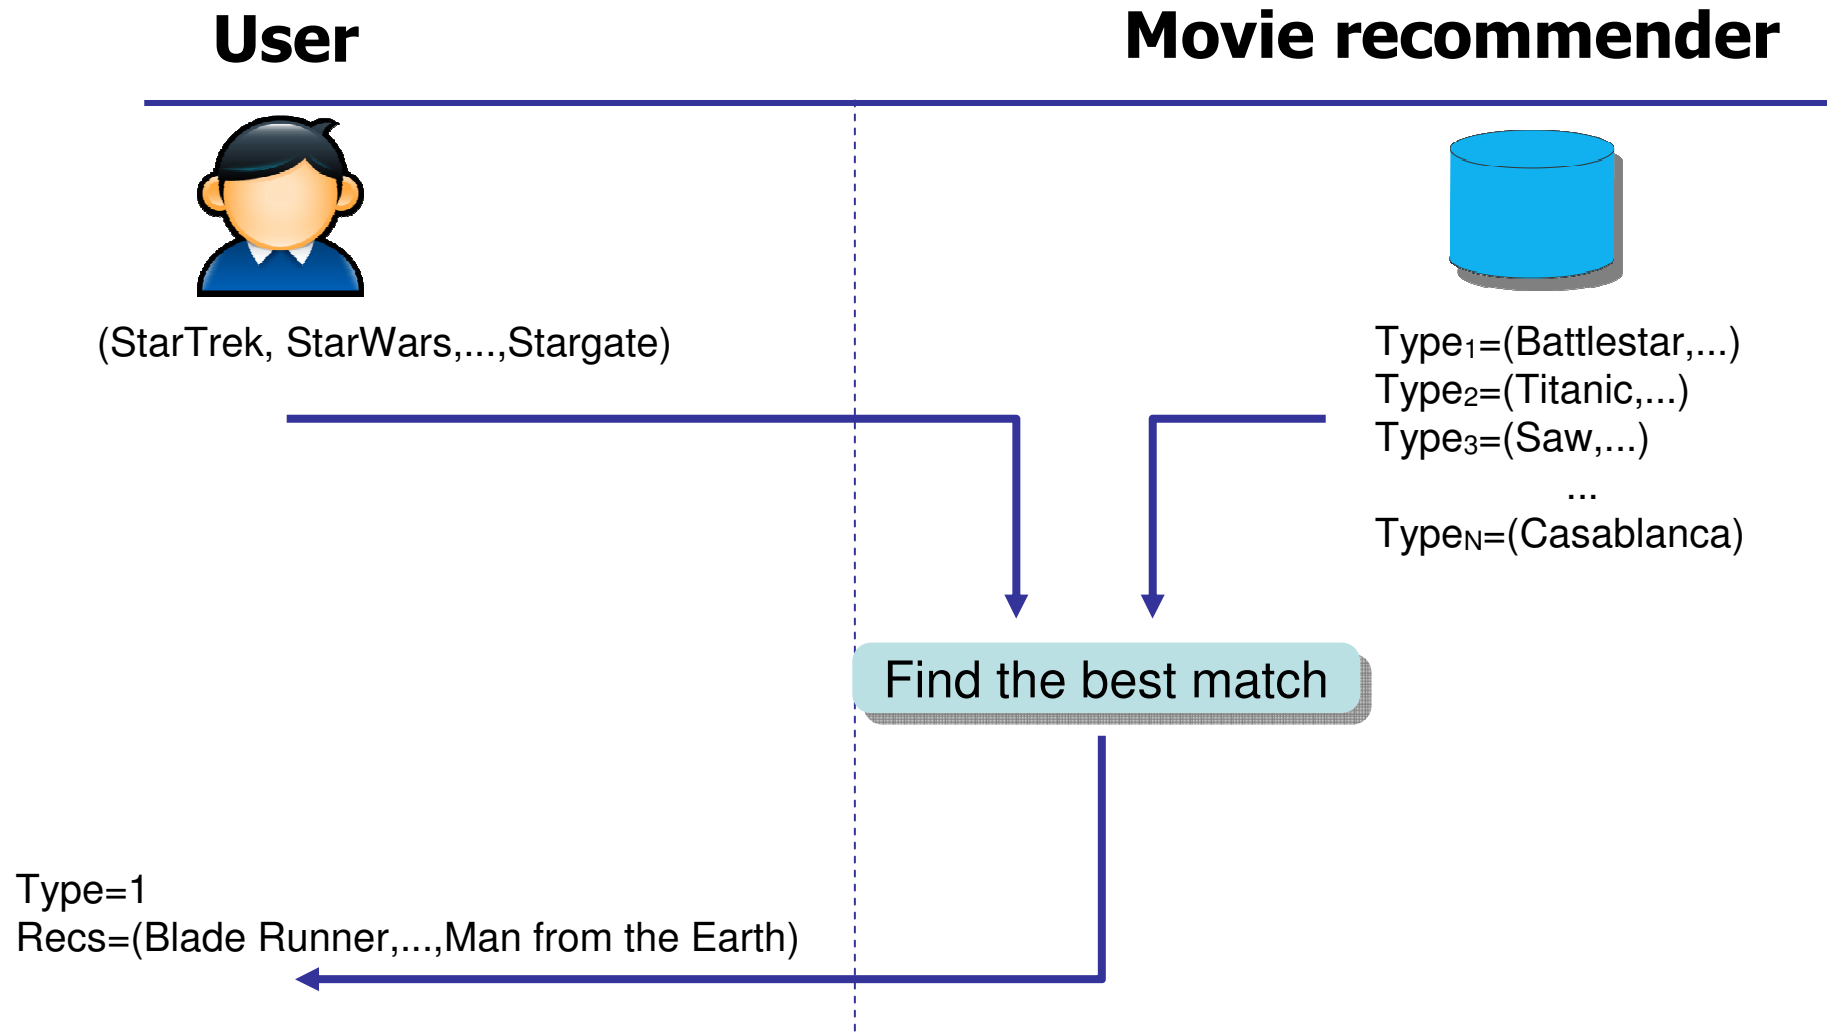 User
Movie recommender
(StarTrek, StarWars,...,Stargate)
Type₁=(Battlestar,...)
Type₂=(Titanic,...)
Type₃=(Saw,...)
...
Type_N=(Casablanca)
Find the best match
Type=1
Recs=(Blade Runner,...,Man from the Earth)